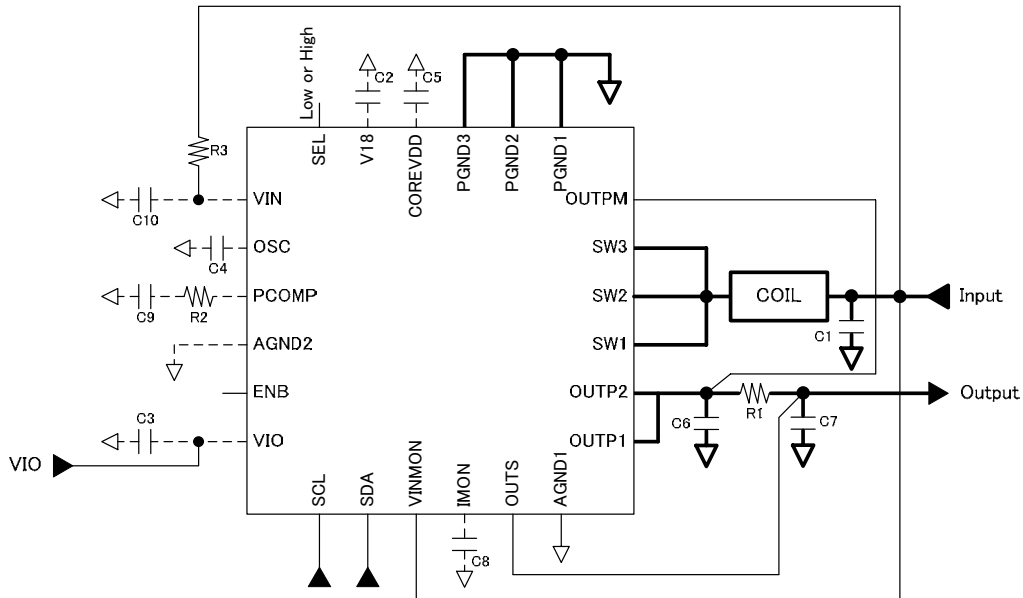 Low or High
C2
C5
R3
SEL
V18
COREVDD
PGND3
PGND2
PGND1
VIN
OUTPM
C10
OSC
SW3
C4
PCOMP
SW2
COIL
Input
C9
R2
C1
AGND2
SW1
ENB
OUTP2
Output
R1
C3
C6
C7
VIO
OUTP1
VIO
SCL
SDA
VINMON
IMON
OUTS
AGND1
C8